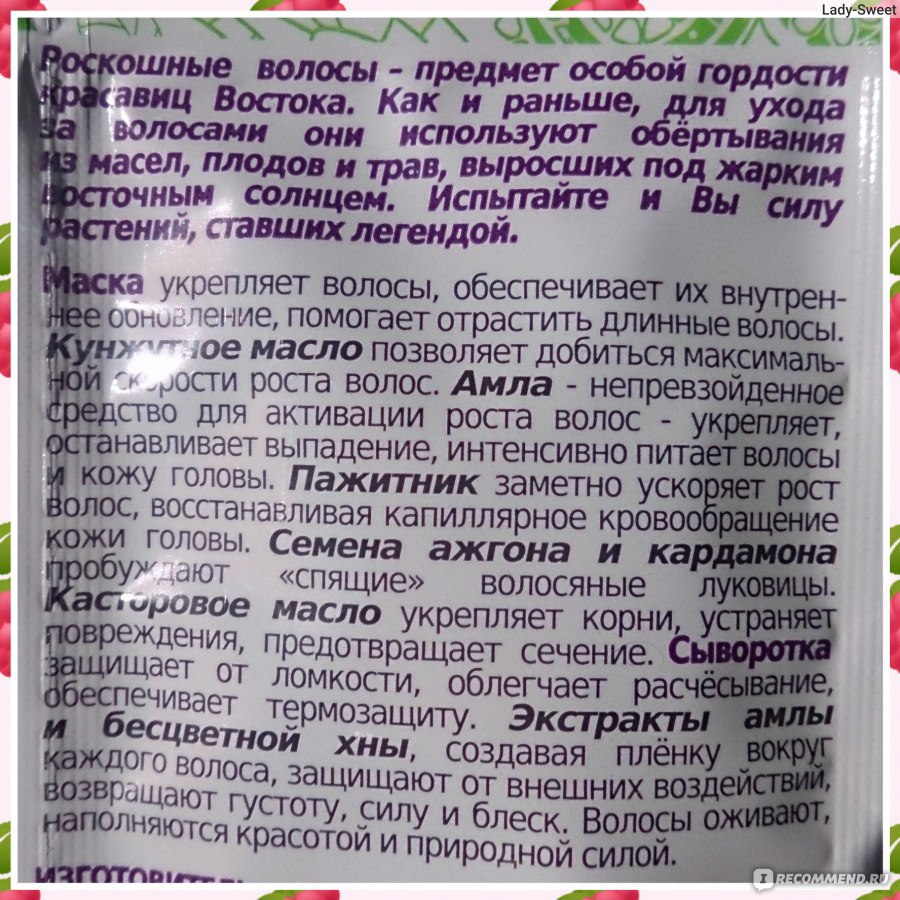 Lady-Sweet
Роскошные волосы – предмет особой гордости
красавиц Востока. Как и раньше, для ухода
за волосами они используют обёртывания
из масел, плодов и трав, выросших под жарким
восточным солнцем. Испытайте и Вы силу
растений, ставших легендой.
Маска укрепляет волосы, обеспечивает их внутрен-
нее обновление, помогает отрастить длинные волосы.
Кунжутное масло позволяет добиться максималь-
ной скорости роста волос. Амла - непревзойденное
средство для активации роста волос - укрепляет,
останавливает выпадение, интенсивно питает волосы
и кожу головы. Пажитник заметно ускоряет рост
волос, восстанавливая капиллярное кровообращение
кожи головы. Семена ажгона и кардамона
пробуждают «спящие» волосяные луковицы.
Касторовое масло укрепляет корни, устраняет
повреждения, предотвращает сечение. Сыворотка
защищает от ломкости, облегчает расчёсывание,
обеспечивает термозащиту. Экстракты амлы
и бесцветной хны, создавая плёнку вокруг
каждого волоса, защищают от внешних воздействий,
возвращают густоту, силу и блеск. Волосы оживают,
наполняются красотой и природной силой.
изготовитель
IRECOMMEND.RU